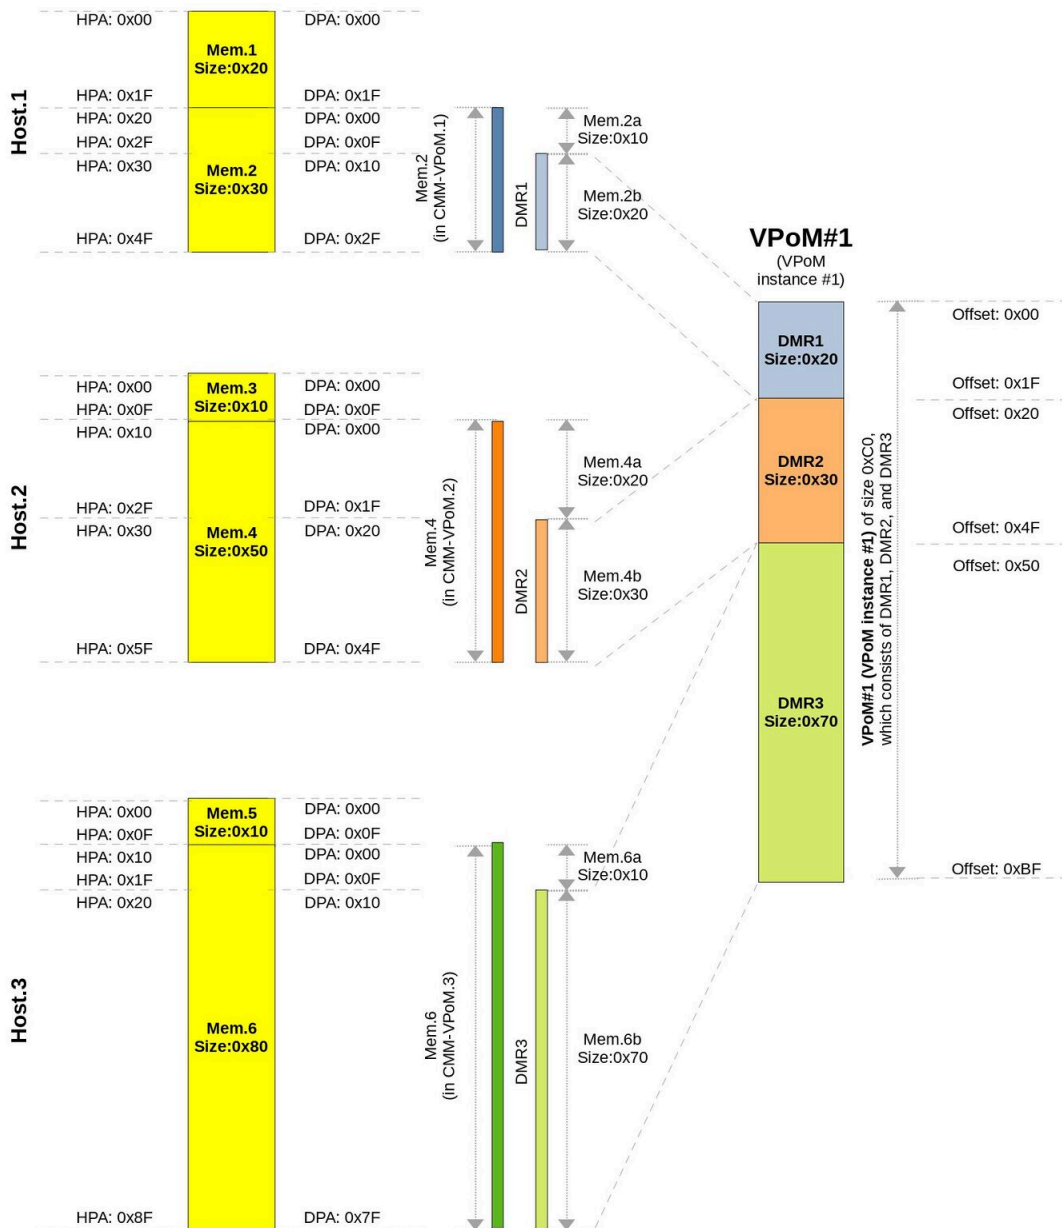 Host.1
HPA: 0x00
DPA: 0x00
Mem.1
Size:0x20
HPA: 0x1F
DPA: 0x1F
HPA: 0x20
DPA: 0x00
HPA: 0x2F
DPA: 0x0F
HPA: 0x30
DPA: 0x10
Mem.2
Size:0x30
HPA: 0x4F
DPA: 0x2F
Mem.2
(in CMM-VPoM.1)
DMR1
Mem.2a
Size:0x10
Mem.2b
Size:0x20
Host.2
HPA: 0x00
DPA: 0x00
Mem.3
Size:0x10
HPA: 0x0F
DPA: 0x0F
HPA: 0x10
DPA: 0x00
HPA: 0x2F
DPA: 0x1F
HPA: 0x30
DPA: 0x20
Mem.4
Size:0x50
HPA: 0x5F
DPA: 0x4F
Mem.4
(in CMM-VPoM.2)
DMR2
Mem.4a
Size:0x20
Mem.4b
Size:0x30
Host.3
HPA: 0x00
DPA: 0x00
Mem.5
Size:0x10
HPA: 0x0F
DPA: 0x0F
HPA: 0x10
DPA: 0x00
HPA: 0x1F
DPA: 0x0F
HPA: 0x20
DPA: 0x10
Mem.6
Size:0x80
HPA: 0x8F
DPA: 0x7F
Mem.6
(in CMM-VPoM.3)
DMR3
Mem.6a
Size:0x10
Mem.6b
Size:0x70
VPoM#1
(VPoM
instance #1)
DMR1
Size:0x20
DMR2
Size:0x30
DMR3
Size:0x70
VPoM#1 (VPoM instance #1) of size 0xC0,
which consists of DMR1, DMR2, and DMR3
Offset: 0x00
Offset: 0x1F
Offset: 0x20
Offset: 0x4F
Offset: 0x50
Offset: 0xBF